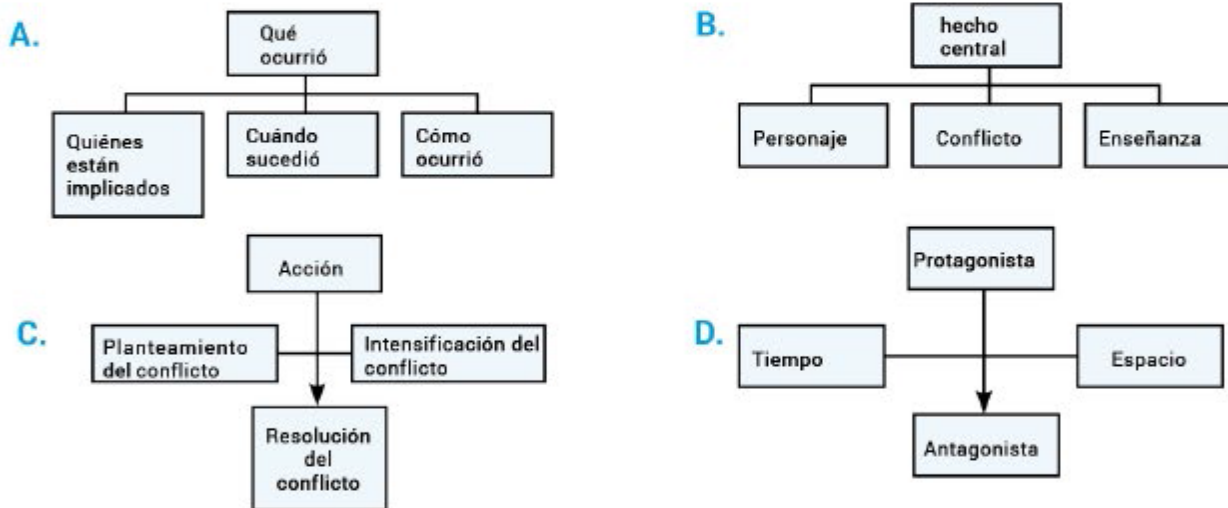 A.
Qué
ocurrió
Quiénes
están
implicados
Cuándo
sucedió
Cómo
ocurrió
B.
hecho
central
Personaje
Conflicto
Enseñanza
C.
Acción
Planteamiento
del conflicto
Intensificación del
conflicto
Resolución
del
conflicto
D.
Protagonista
Tiempo
Espacio
Antagonista